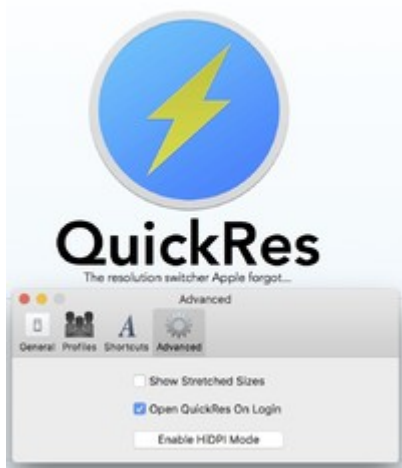 QuickRes
The resolution switcher Apple forgot...
Advanced
General Profiles Shortcuts Advanced
Show Stretched Sizes
Open QuickRes On Login
Enable HiDPI Mode